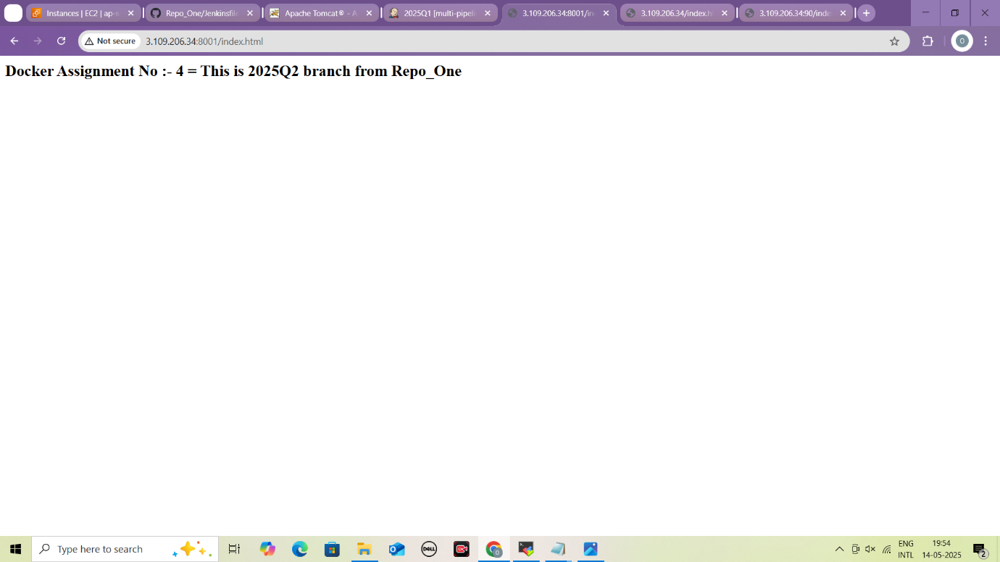 Instances | EC2 | ap-s
Repo_One/Jenkinsfile
Apache Tomcat® - A
2025Q1 [multi-pipeli
3.109.206.34:8001/in
3.109.206.34/index.h
3.109.206.34:90/inde
Not secure
3.109.206.34:8001/index.html
O
Docker Assignment No :- 4 = This is 2025Q2 branch from Repo_One
Type here to search
DELL
ENG
INTL
19:54
14-05-2025
2